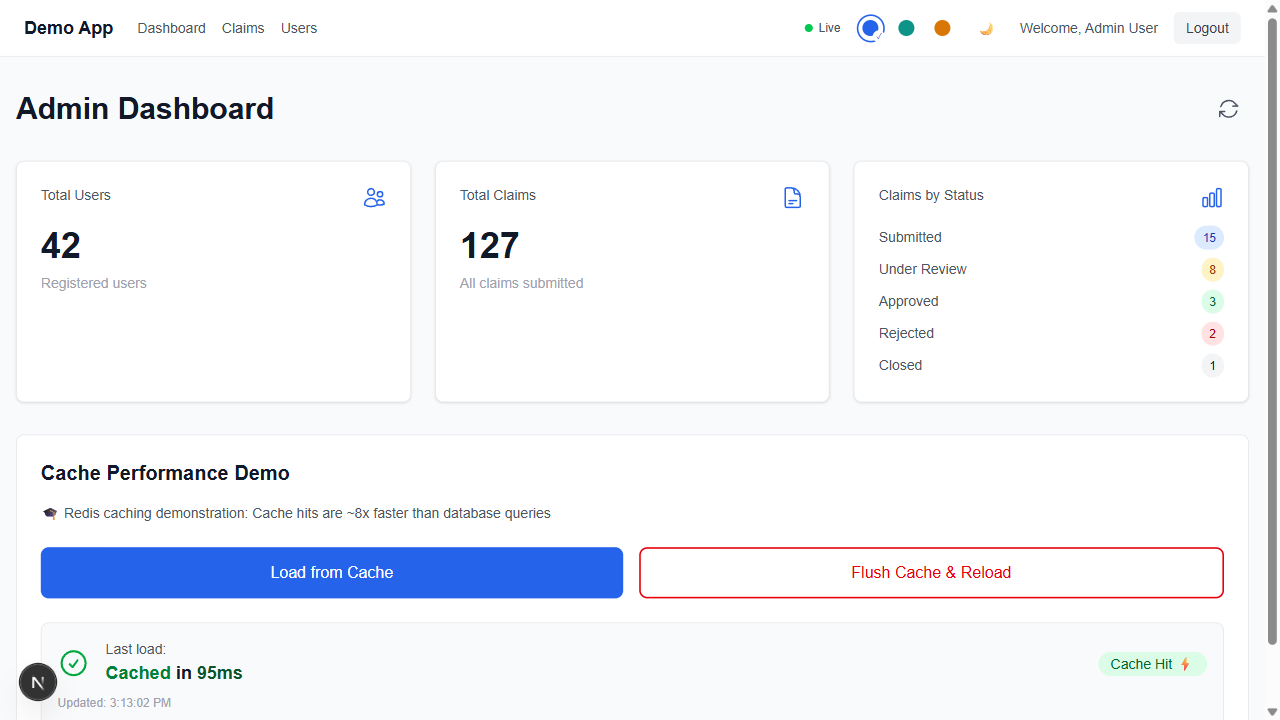 Demo App Dashboard Claims Users Live Welcome, Admin User Logout
Admin Dashboard
Total Users
42
Registered users
Total Claims
127
All claims submitted
Claims by Status
Submitted 15
Under Review 8
Approved 3
Rejected 2
Closed 1
Cache Performance Demo
🎓 Redis caching demonstration: Cache hits are ~8x faster than database queries
Load from Cache
Flush Cache & Reload
Last load:
Cached in 95ms
Cache Hit ⚡
N
Updated: 3:13:02 PM